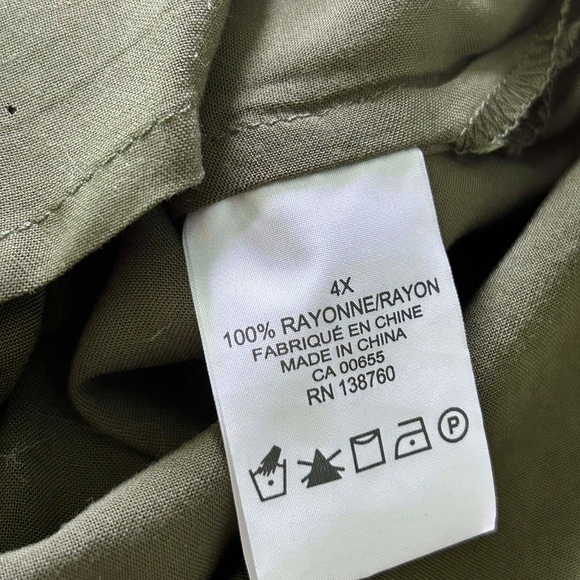 4X
100% RAYONNE/RAYON
FABRIQUÉ EN CHINE
MADE IN CHINA
CA 00655
RN 138760
P